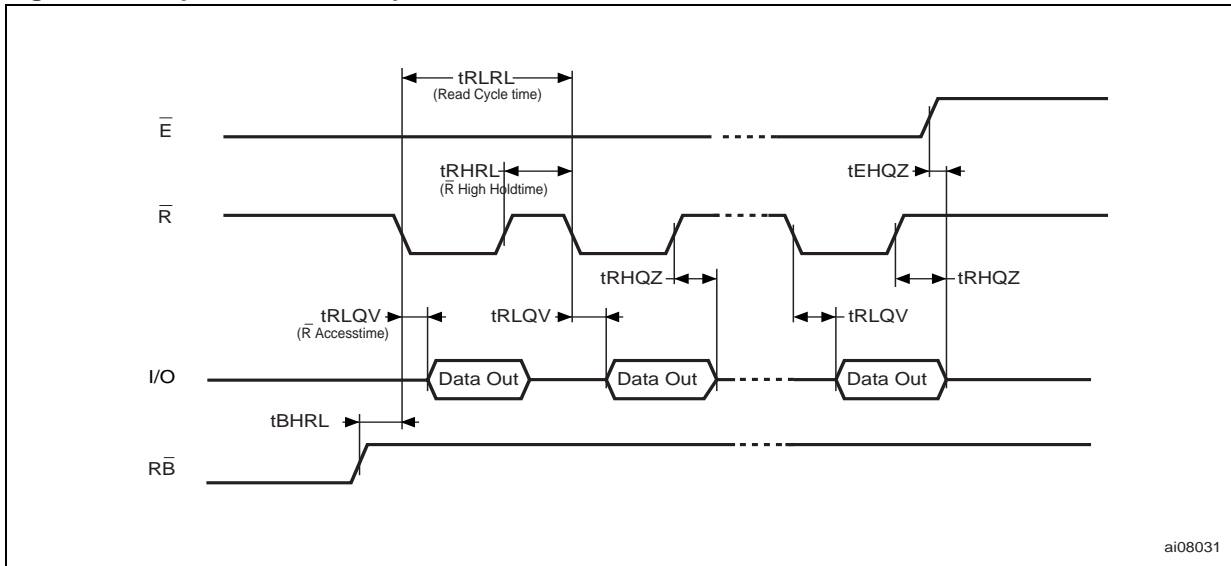 tRLRL
(Read Cycle time)
E̅
tRHRL
(R̅ High Holdtime)
tEHQZ
R̅
tRHQZ
tRHQZ
tRLQV
(R̅ Accesstime)
tRLQV
tRLQV
I/O
Data Out
Data Out
Data Out
tBHRL
RB̅
ai08031